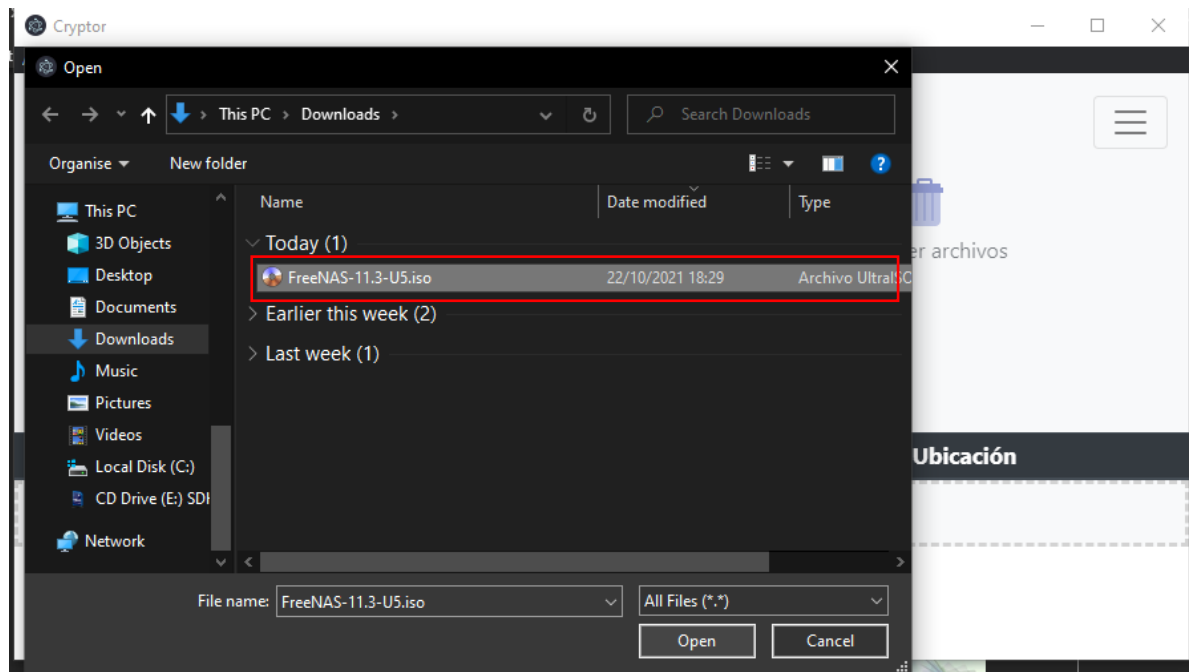 Cryptor
Open
This PC > Downloads >
Search Downloads
Organise
New folder
This PC
3D Objects
Desktop
Documents
Downloads
Music
Pictures
Videos
Local Disk (C:)
CD Drive (E:)
Network
Name Date modified Type
Today (1)
FreeNAS-11.3-U5.iso 22/10/2021 18:29 Archivo
Earlier this week (2)
Last week (1)
archivos
Ubicación
File name: FreeNAS-11.3-U5.iso All Files (*.*)
Open Cancel